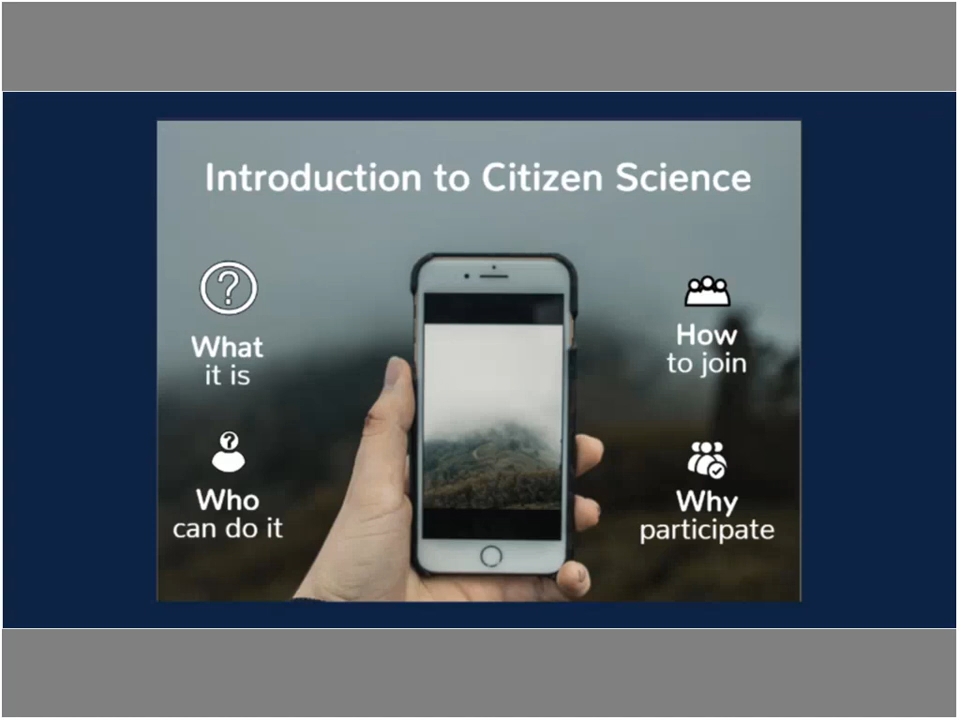 Introduction to Citizen Science
What
it is
Who
can do it
How
to join
Why
participate